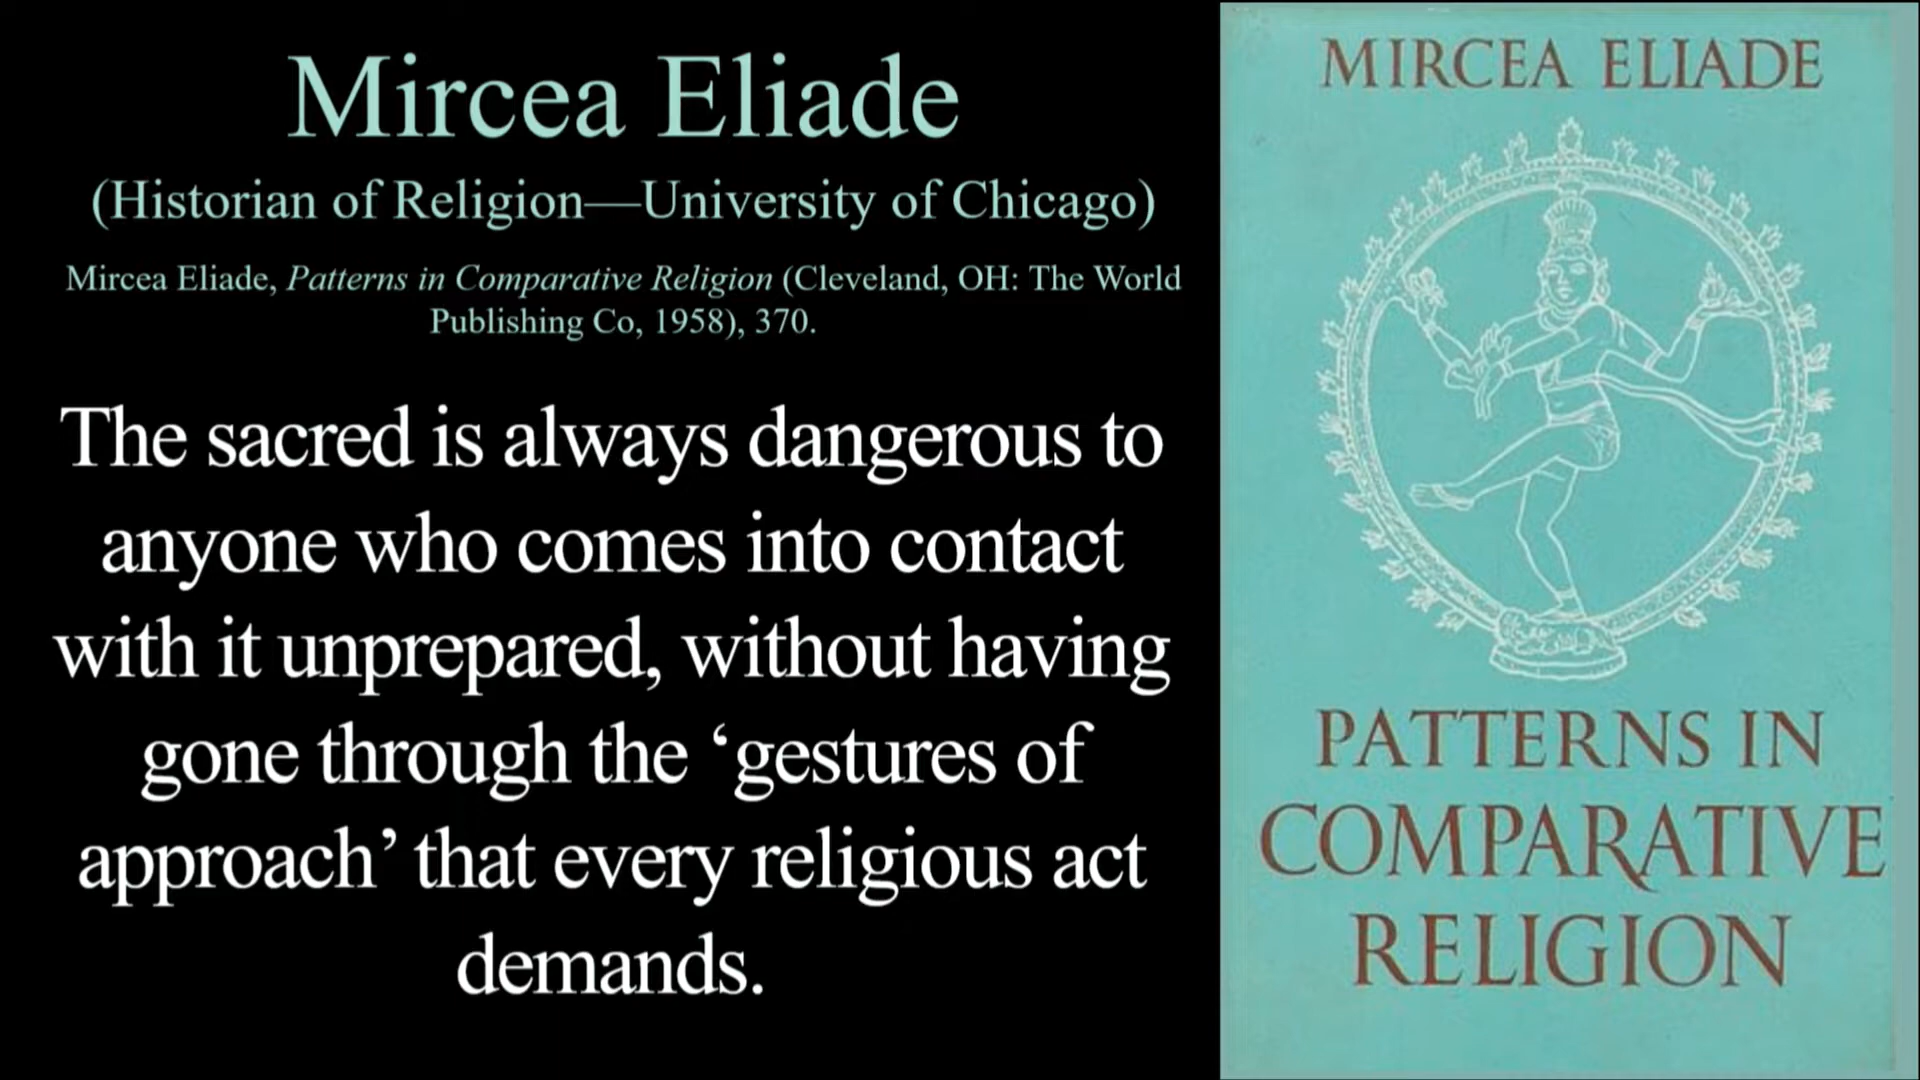 Mircea Eliade
(Historian of Religion—University of Chicago)
Mircea Eliade, Patterns in Comparative Religion (Cleveland, OH: The World
Publishing Co, 1958), 370.
The sacred is always dangerous to
anyone who comes into contact
with it unprepared, without having
gone through the ‘gestures of
approach’ that every religious act
demands.
MIRCEA ELIADE
PATTERNS IN
COMPARATIVE
RELIGION